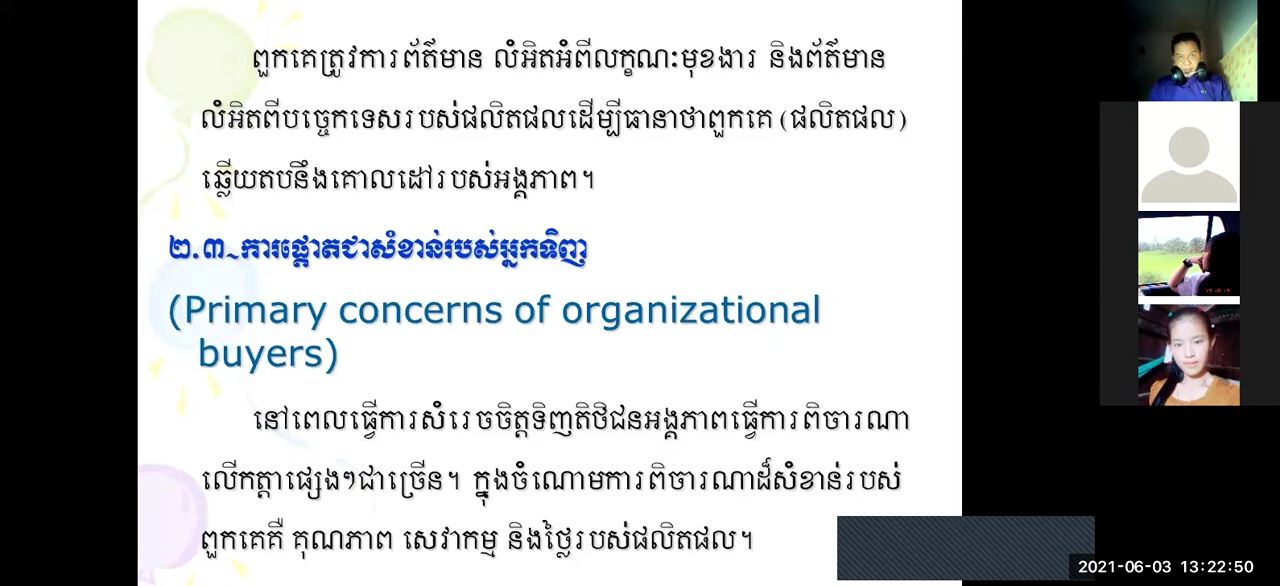 ពួកគេត្រូវការព័ត៌មាន លំអិតអំពីលក្ខណៈមុខងារ និងព័ត៌មាន
លំអិតពីបច្ចេកទេសរបស់ផលិតផលដើម្បីធានាថាពួកគេ (ផលិតផល)
ឆ្លើយតបនឹងគោលដៅរបស់អង្គភាព។
២.៣~ការផ្តោតជាសំខាន់របស់អ្នកទិញ
(Primary concerns of organizational
buyers)
នៅពេលធ្វើការសំរេចចិត្តទិញតិថិជនអង្គភាពធ្វើការពិចារណា
លើកត្តាផ្សេងៗជាច្រើន។ ក្នុងចំណោមការពិចារណាដ៏សំខាន់របស់
ពួកគេគឺ គុណភាព សេវាកម្ម និងថ្លៃរបស់ផលិតផល។
2021-06-03 13:22:50